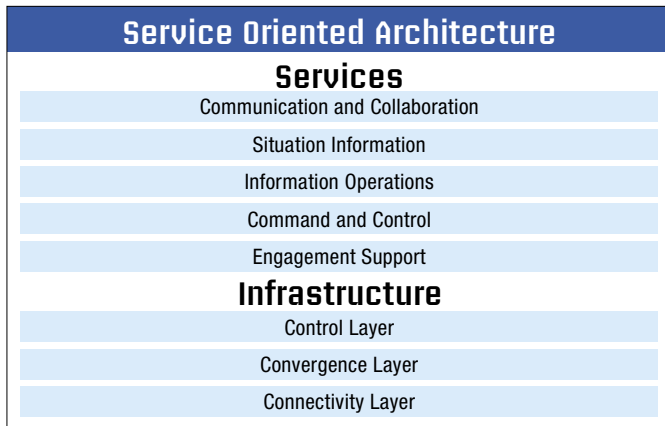 Service Oriented Architecture
Services
Communication and Collaboration
Situation Information
Information Operations
Command and Control
Engagement Support
Infrastructure
Control Layer
Convergence Layer
Connectivity Layer